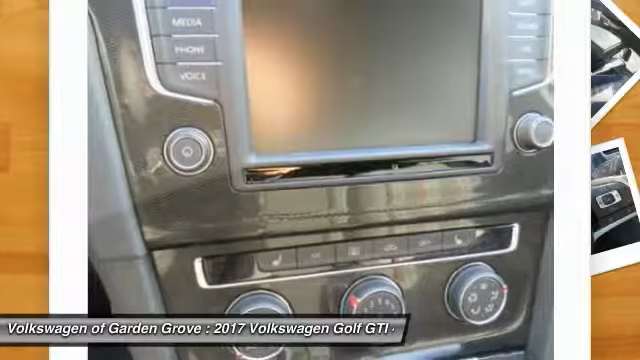 MEDIA
PHONE
VOICE
Volkswagen of Garden Grove : 2017 Volkswagen Golf GTI -